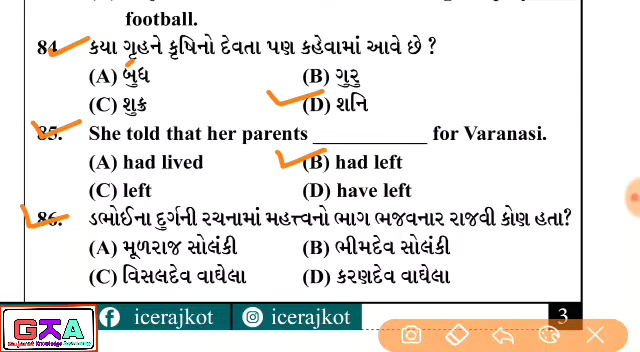 football.
84. કયા ગૃહને કૃષિનો દેવતા પણ કહેવામાં આવે છે ?
(A) બુધ (B) ગુરુ
(C) શુક્ર (D) શનિ
85. She told that her parents ___________ for Varanasi.
(A) had lived (B) had left
(C) left (D) have left
86. ડભોઈના દુર્ગની રચનામાં મહત્ત્વનો ભાગ ભજવનાર રાજવી કોણ હતા?
(A) મૂળરાજ સોલંકી (B) ભીમદેવ સોલંકી
(C) વિસલદેવ વાઘેલા (D) કરણદેવ વાઘેલા
GKA
icerajkot icerajkot 3